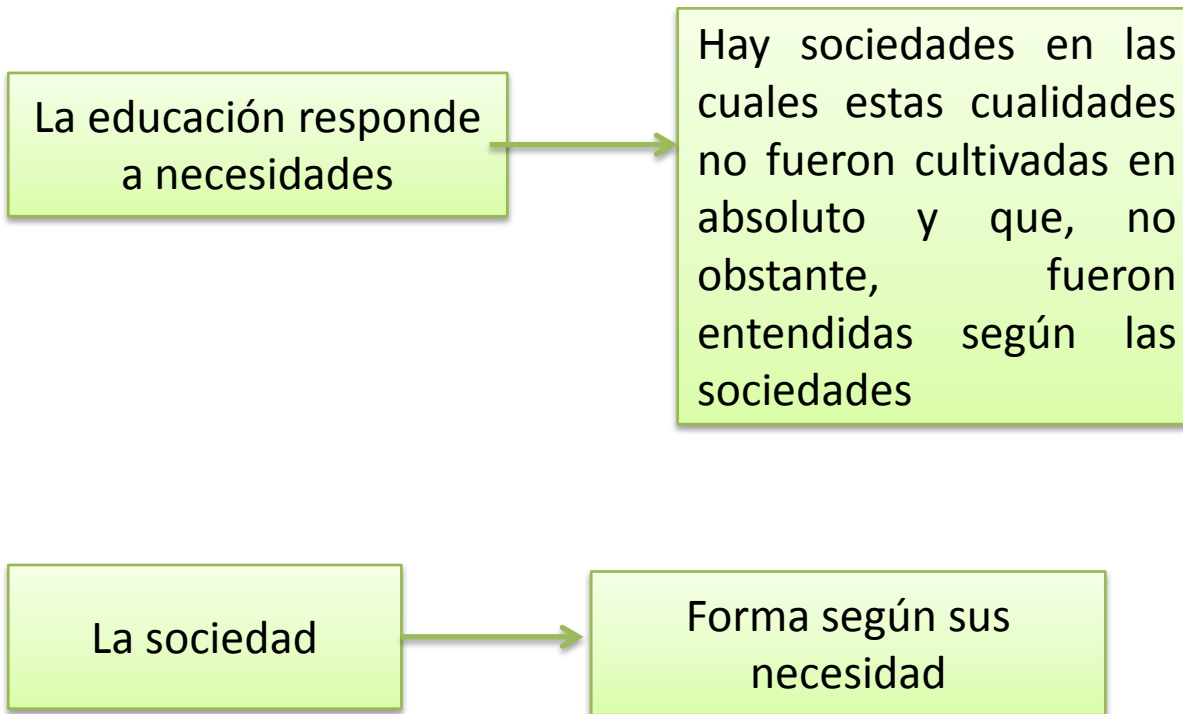 La educación responde
a necesidades
Hay sociedades en las
cuales estas cualidades
no fueron cultivadas en
absoluto y que, no
obstante, fueron
entendidas según las
sociedades
La sociedad
Forma según sus
necesidad